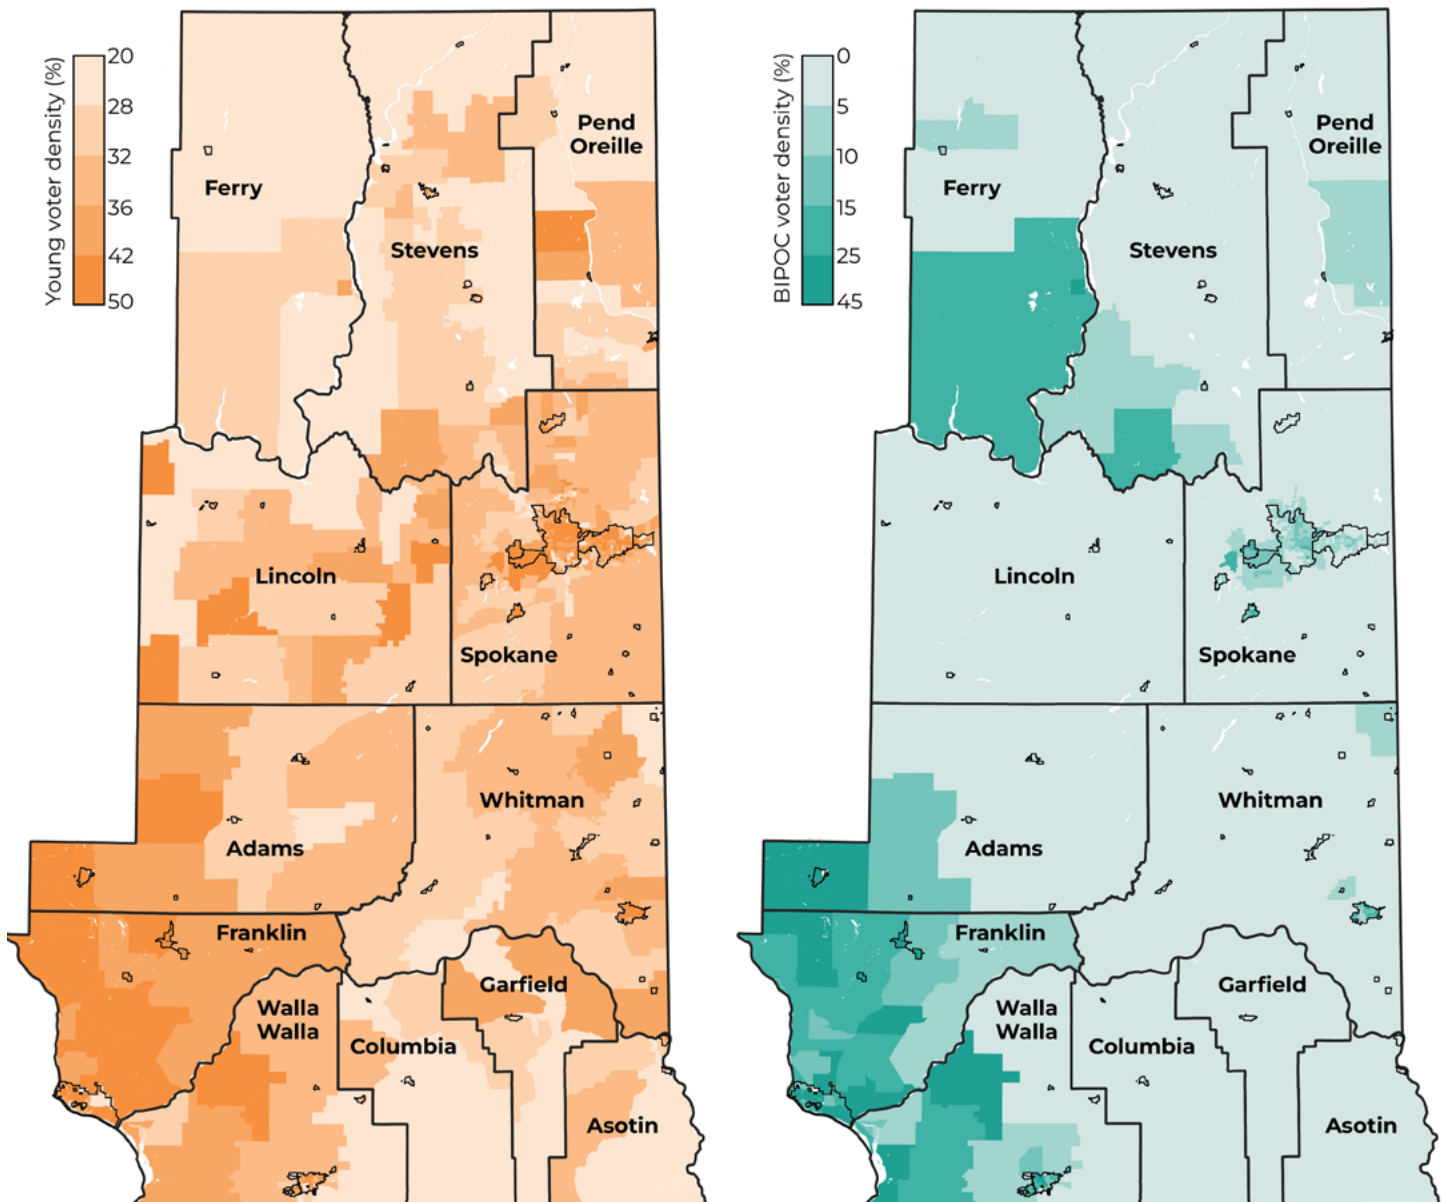 Young voter density (%)
20
28
32
36
42
50
Pend
Oreille
Ferry
Stevens
Lincoln
Spokane
Whitman
Adams
Franklin
Garfield
Walla
Walla
Columbia
Asotin
BIPOC voter density (%)
0
5
10
15
25
45
Pend
Oreille
Ferry
Stevens
Lincoln
Spokane
Whitman
Adams
Franklin
Garfield
Walla
Walla
Columbia
Asotin